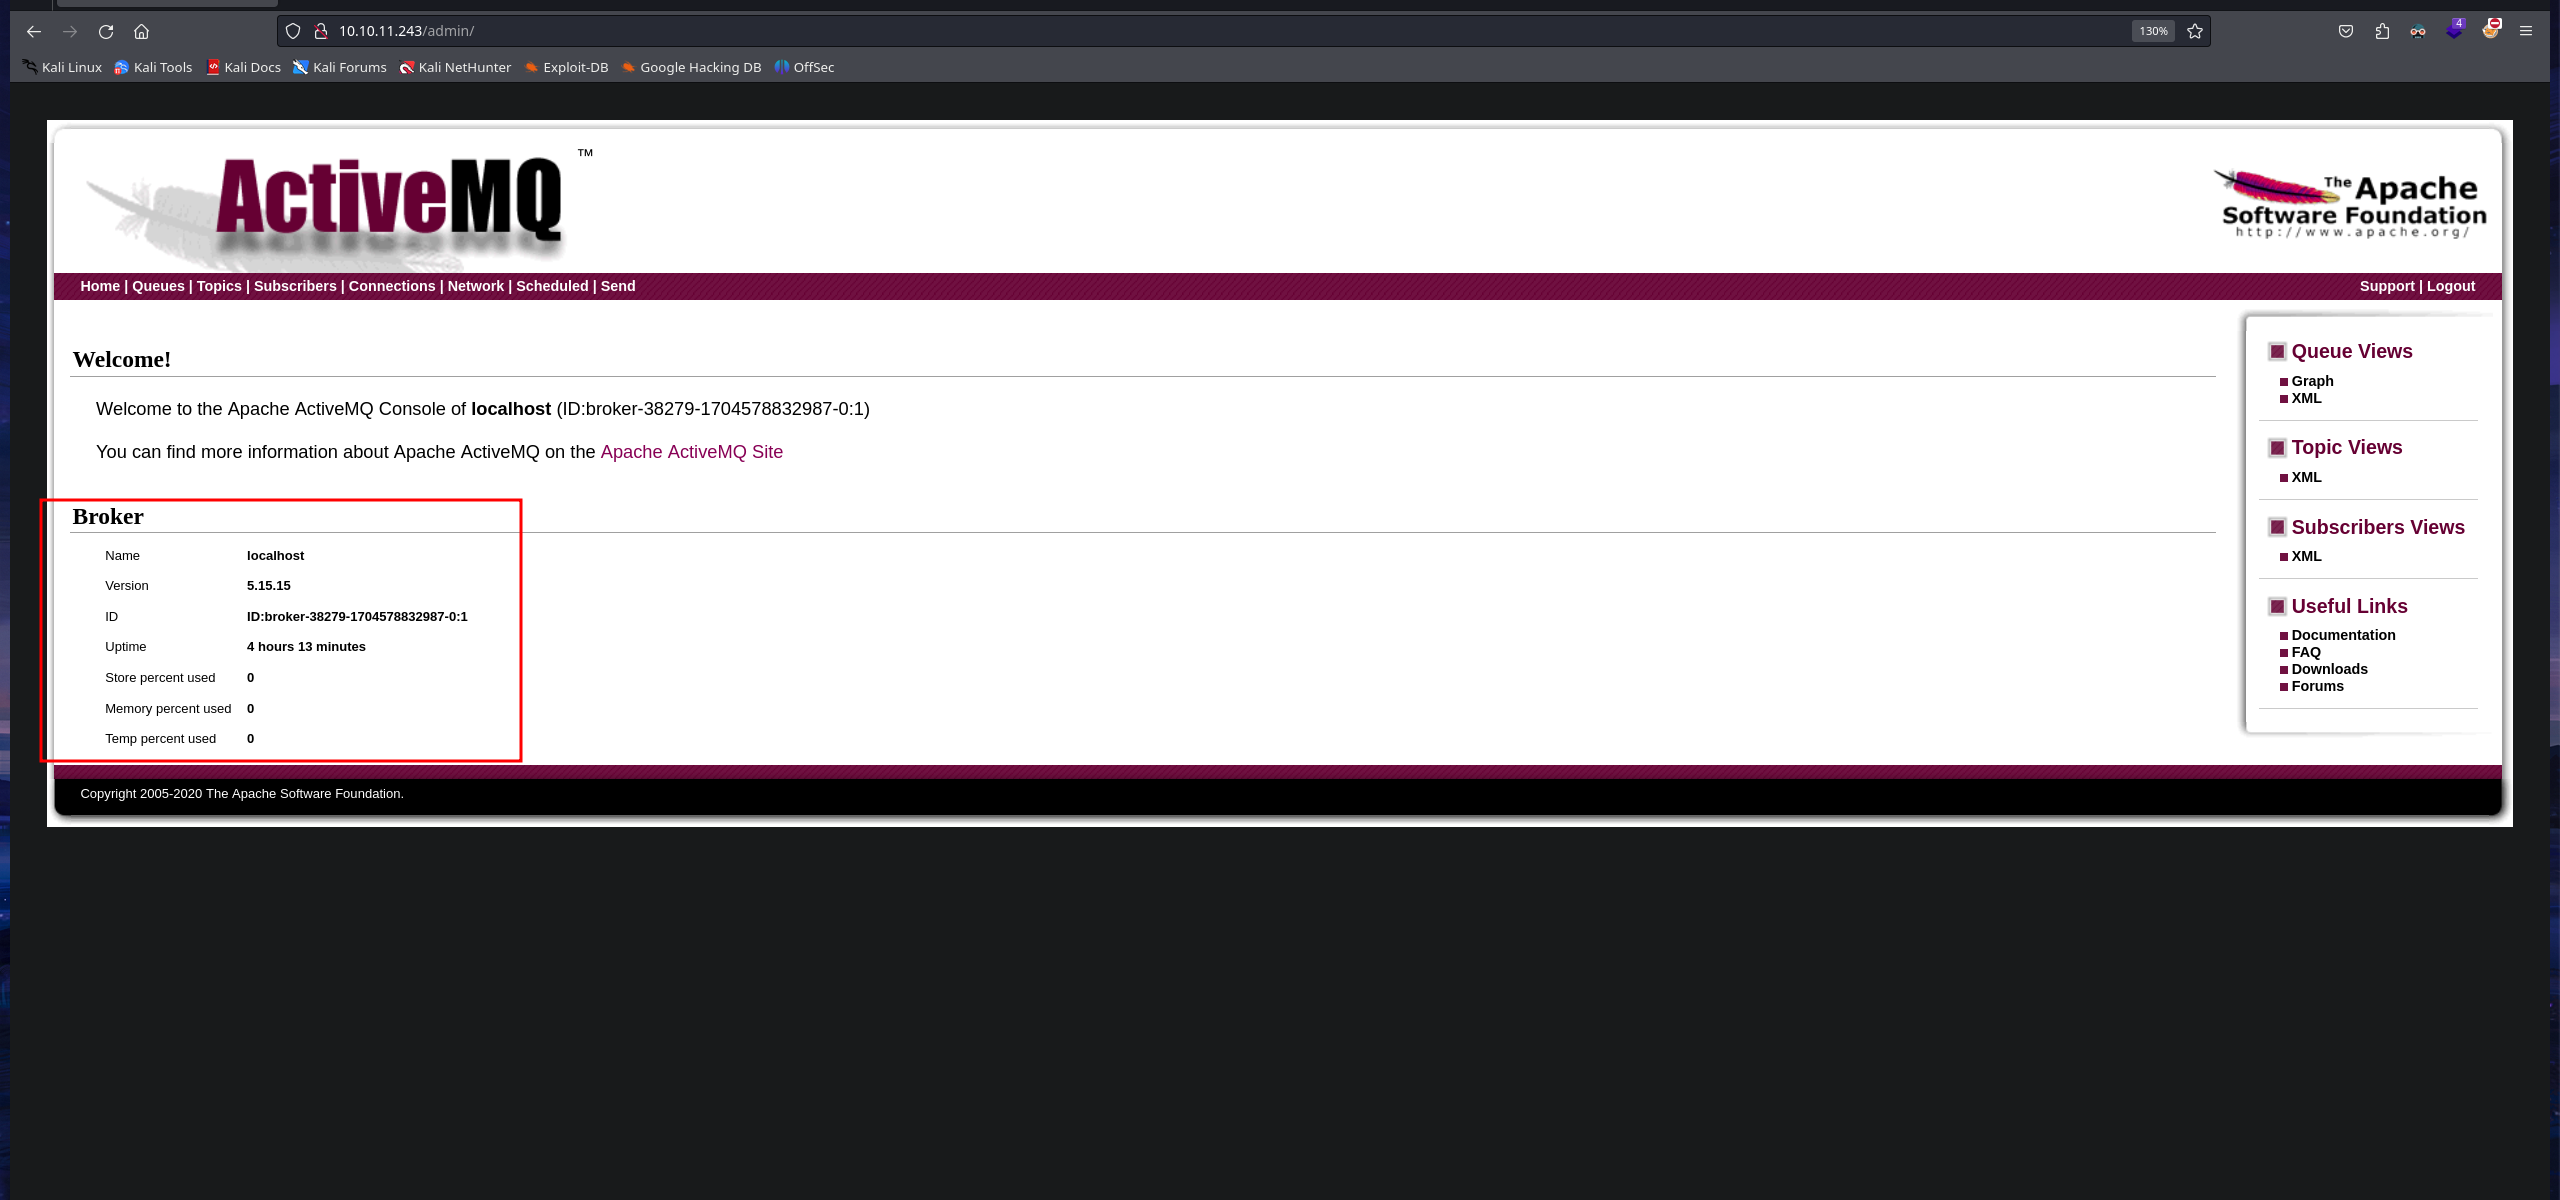 10.10.11.243/admin/
130%
4
Kali Linux Kali Tools Kali Docs Kali Forums Kali NetHunter Exploit-DB Google Hacking DB OffSec
ActiveMQ ™
The Apache
Software Foundation
http://www.apache.org/
Home | Queues | Topics | Subscribers | Connections | Network | Scheduled | Send
Support | Logout
Welcome!
Welcome to the Apache ActiveMQ Console of localhost (ID:broker-38279-1704578832987-0:1)
You can find more information about Apache ActiveMQ on the Apache ActiveMQ Site
Broker
Name localhost
Version 5.15.15
ID ID:broker-38279-1704578832987-0:1
Uptime 4 hours 13 minutes
Store percent used 0
Memory percent used 0
Temp percent used 0
Queue Views
Graph
XML
Topic Views
XML
Subscribers Views
XML
Useful Links
Documentation
FAQ
Downloads
Forums
Copyright 2005-2020 The Apache Software Foundation.